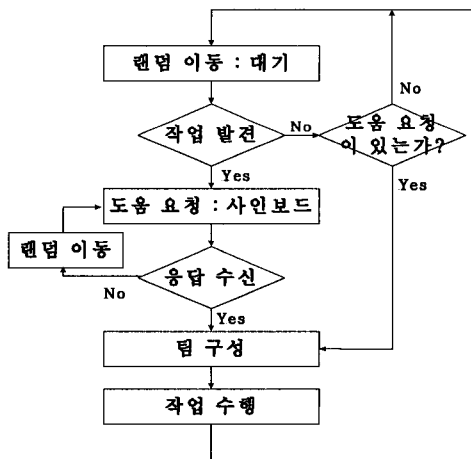 랜덤 이동 : 대기
No
작업 발견
No
도움 요청
이 있는가?
Yes
Yes
도움 요청 : 사인보드
랜덤 이동
응답 수신
No
Yes
팀 구성
작업 수행